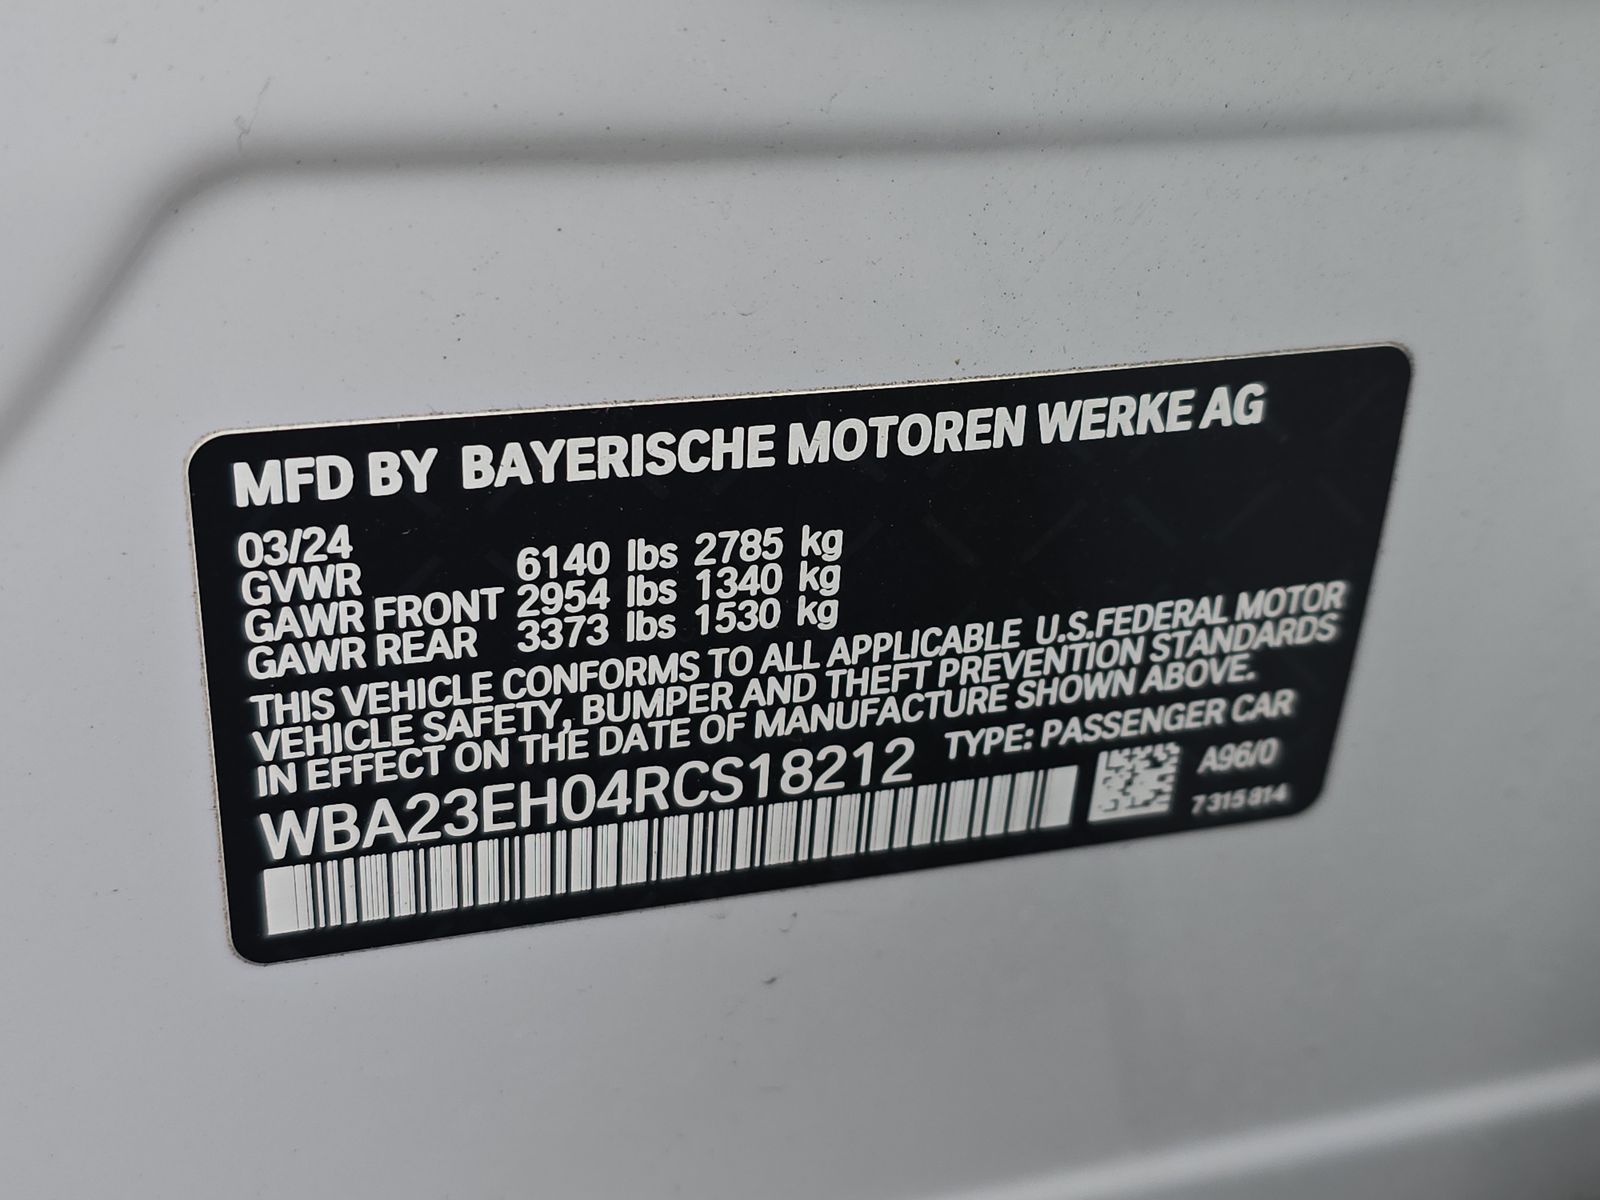 MFD BY BAYERISCHE MOTOREN WERKE AG
03/24
GVWR 6140 lbs 2785 kg
GAWR FRONT 2954 lbs 1340 kg
GAWR REAR 3373 lbs 1530 kg
THIS VEHICLE CONFORMS TO ALL APPLICABLE U.S.FEDERAL MOTOR
VEHICLE SAFETY, BUMPER AND THEFT PREVENTION STANDARDS
IN EFFECT ON THE DATE OF MANUFACTURE SHOWN ABOVE.
WBA23EH04RCS18212 TYPE: PASSENGER CAR
A96/0
7 315 814